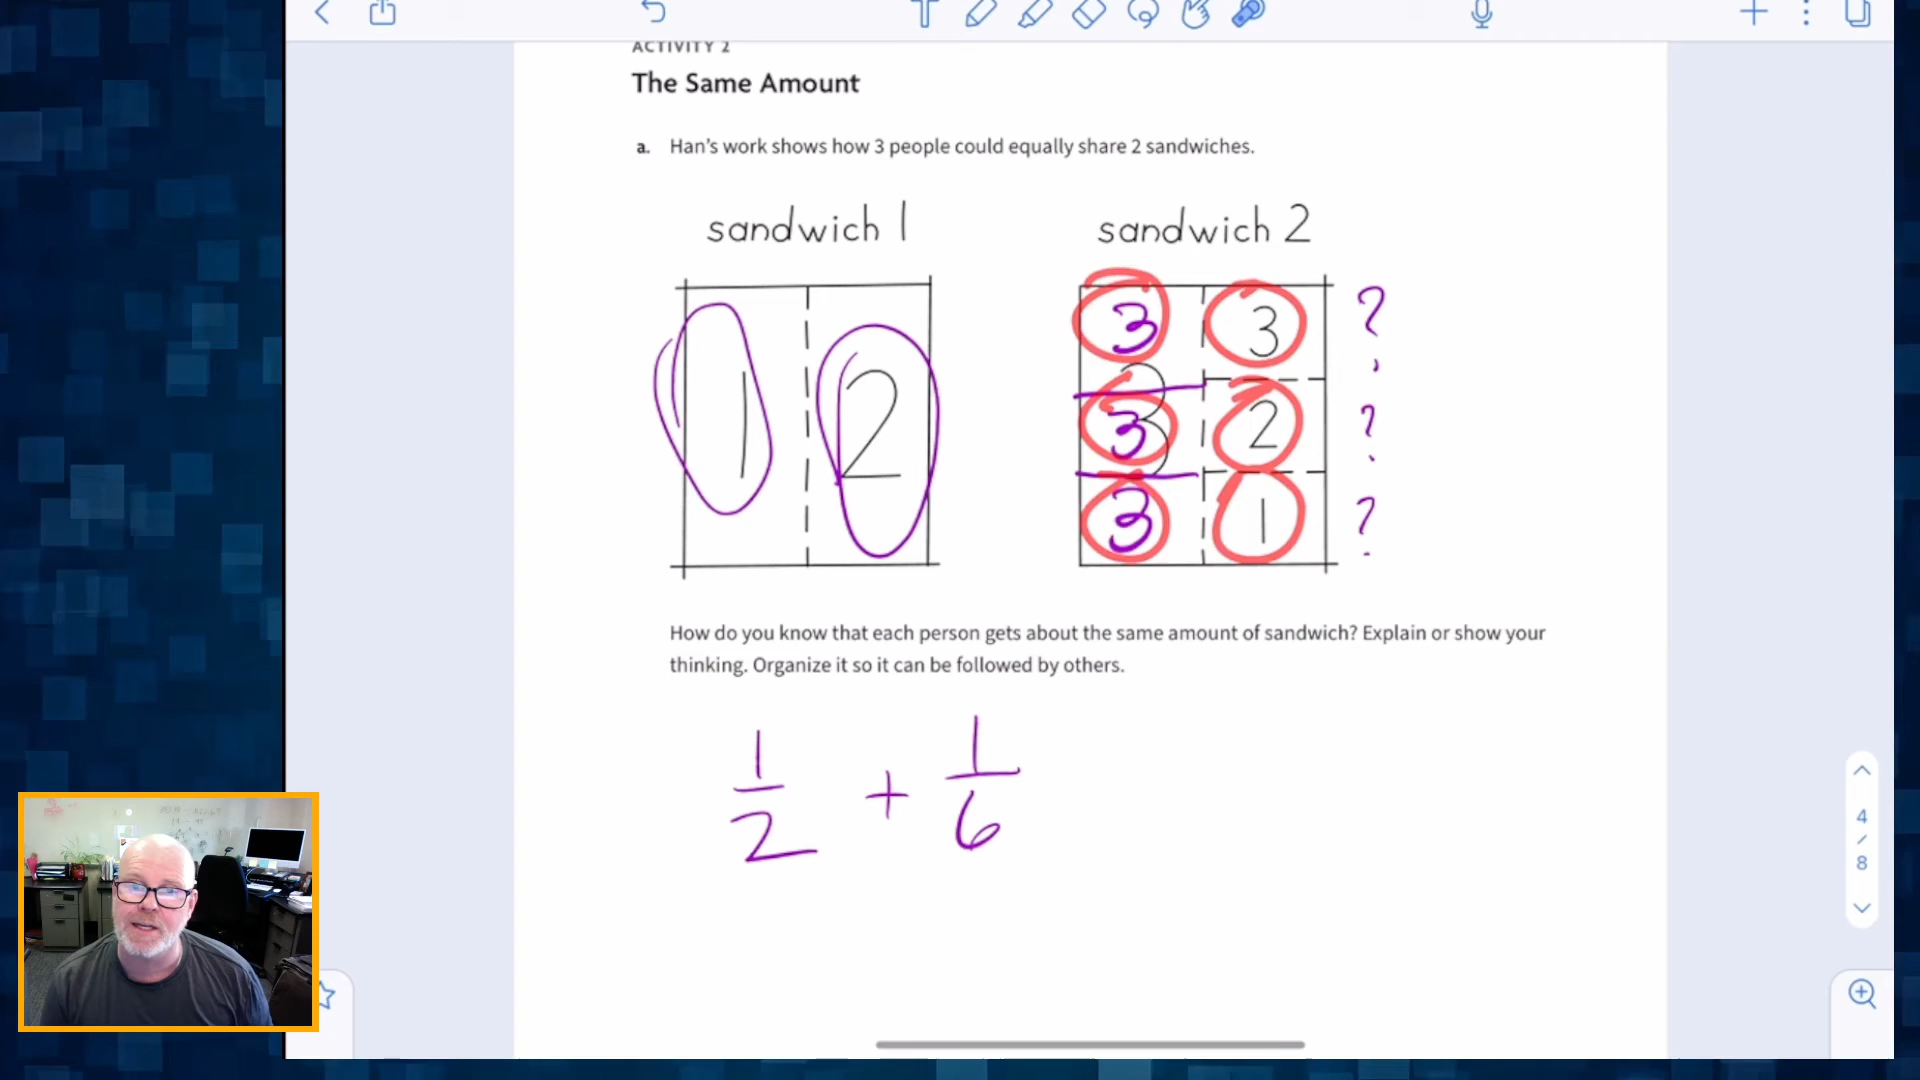 ACTIVITY 2
The Same Amount
a. Han's work shows how 3 people could equally share 2 sandwiches.
sandwich 1
sandwich 2
1 2
3 3 ?
3 3 2 ?
3 1 ?
How do you know that each person gets about the same amount of sandwich? Explain or show your
thinking. Organize it so it can be followed by others.
1/2 + 1/6
4
/
8